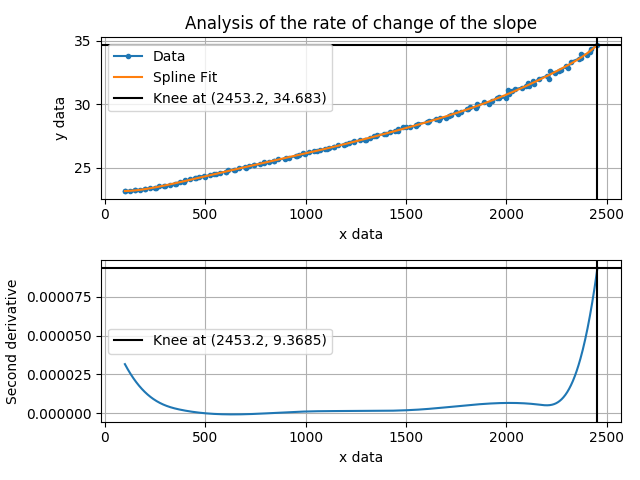 Analysis of the rate of change of the slope
35
30
25
y data
Data
Spline Fit
Knee at (2453.2, 34.683)
0 500 1000 1500 2000 2500
x data
0.000075
0.000050
0.000025
0.000000
Second derivative
Knee at (2453.2, 9.3685)
0 500 1000 1500 2000 2500
x data